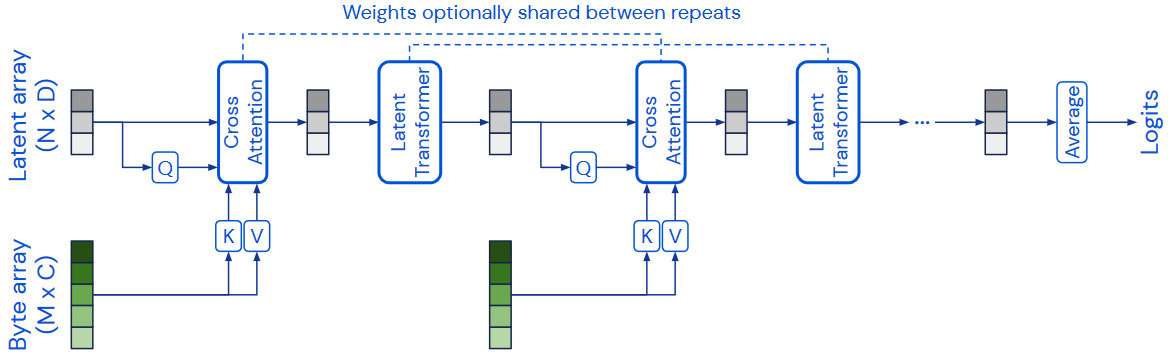 Weights optionally shared between repeats
Latent array
(N x D)
Cross
Attention
Latent
Transformer
Cross
Attention
Latent
Transformer
...
Average
Logits
Q
Q
K
V
K
V
Byte array
(M x C)